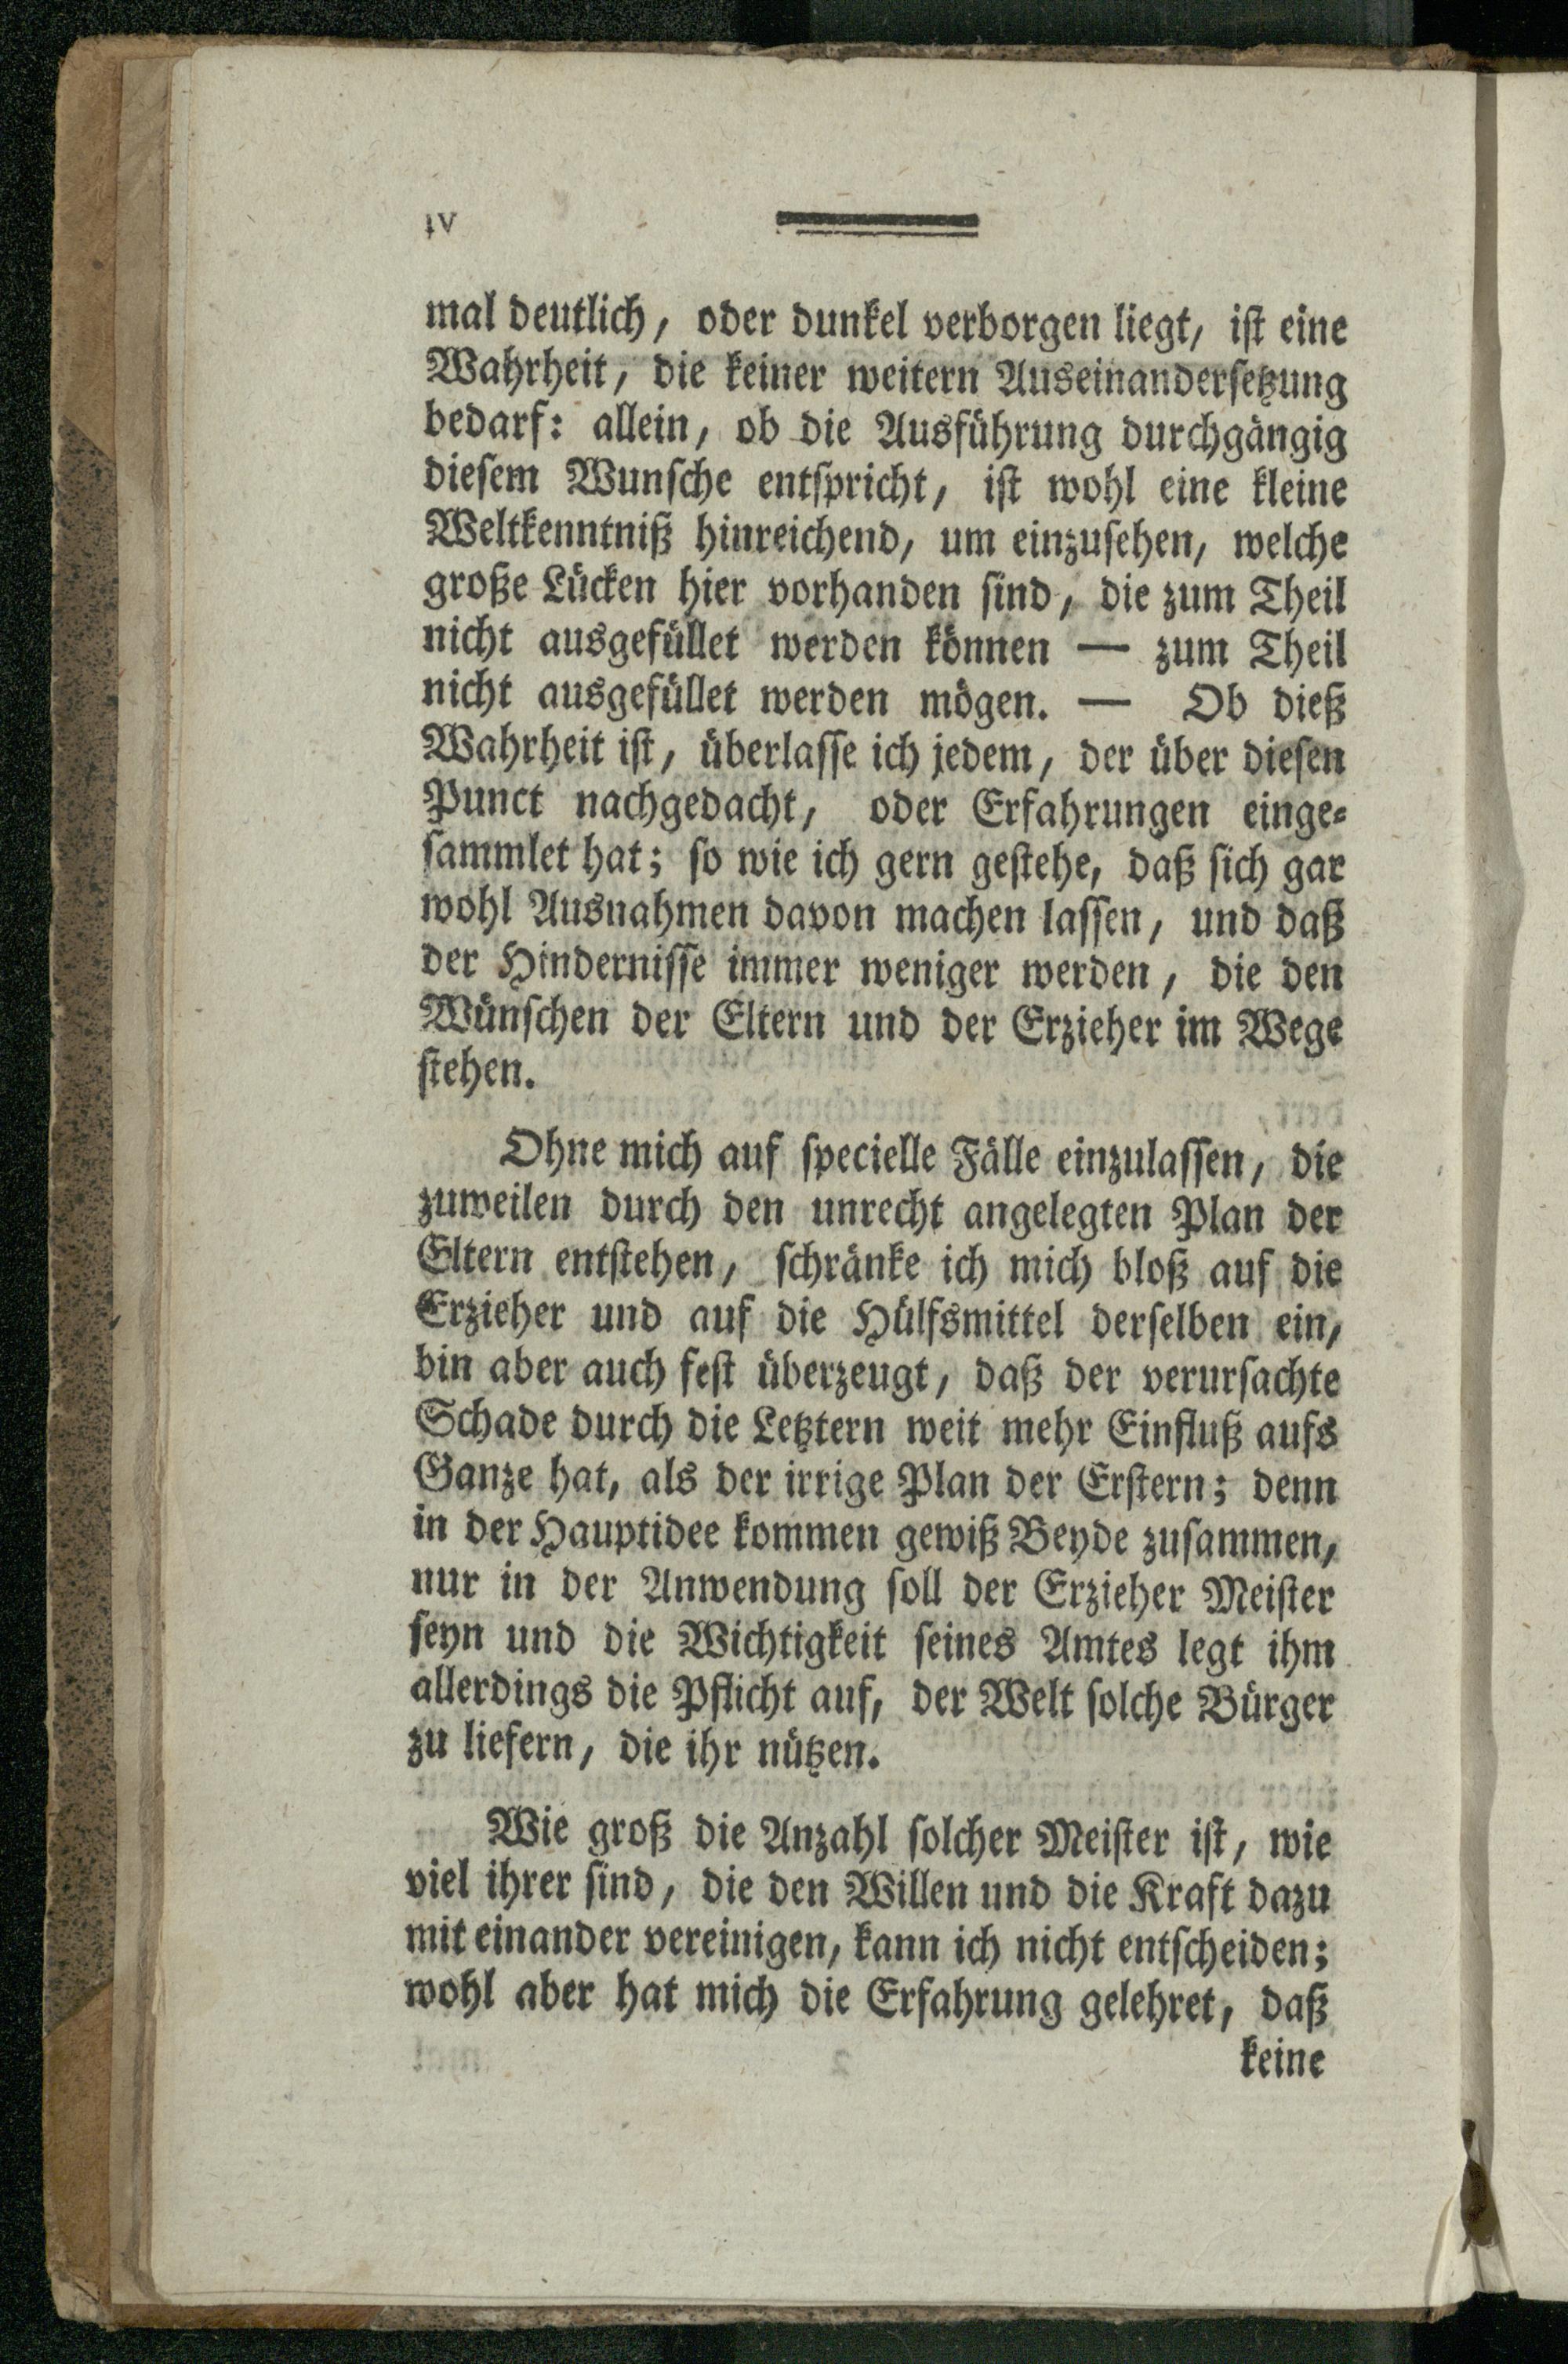 IV
mal deutlich, oder dunkel verborgen liegt, ist eine
Wahrheit, die keiner weitern Auseinandersetzung
bedarf: allein, ob die Ausführung durchgängig
diesem Wunsche entspricht, ist wohl eine kleine
Weltkenntniß hinreichend, um einzusehen, welche
große Lücken hier vorhanden sind, die zum Theil
nicht ausgefüllet werden können — zum Theil
nicht ausgefüllet werden mögen. — Ob dieß
Wahrheit ist, überlasse ich jedem, der über diesen
Punct nachgedacht, oder Erfahrungen einge-
sammlet hat; so wie ich gern gestehe, daß sich gar
wohl Ausnahmen davon machen lassen, und daß
der Hindernisse immer weniger werden, die den
Wünschen der Eltern und der Erzieher im Wege
stehen.
Ohne mich auf specielle Fälle einzulassen, die
zuweilen durch den unrecht angelegten Plan der
Eltern entstehen, schränke ich mich bloß auf die
Erzieher und auf die Hülfsmittel derselben ein,
bin aber auch fest überzeugt, daß der verursachte
Schade durch die Letztern weit mehr Einfluß aufs
Ganze hat, als der irrige Plan der Erstern; denn
in der Hauptidee kommen gewiß Beyde zusammen,
nur in der Anwendung soll der Erzieher Meister
seyn und die Wichtigkeit seines Amtes legt ihm
allerdings die Pflicht auf, der Welt solche Bürger
zu liefern, die ihr nützen.
Wie groß die Anzahl solcher Meister ist, wie
viel ihrer sind, die den Willen und die Kraft dazu
mit einander vereinigen, kann ich nicht entscheiden;
wohl aber hat mich die Erfahrung gelehret, daß
keine